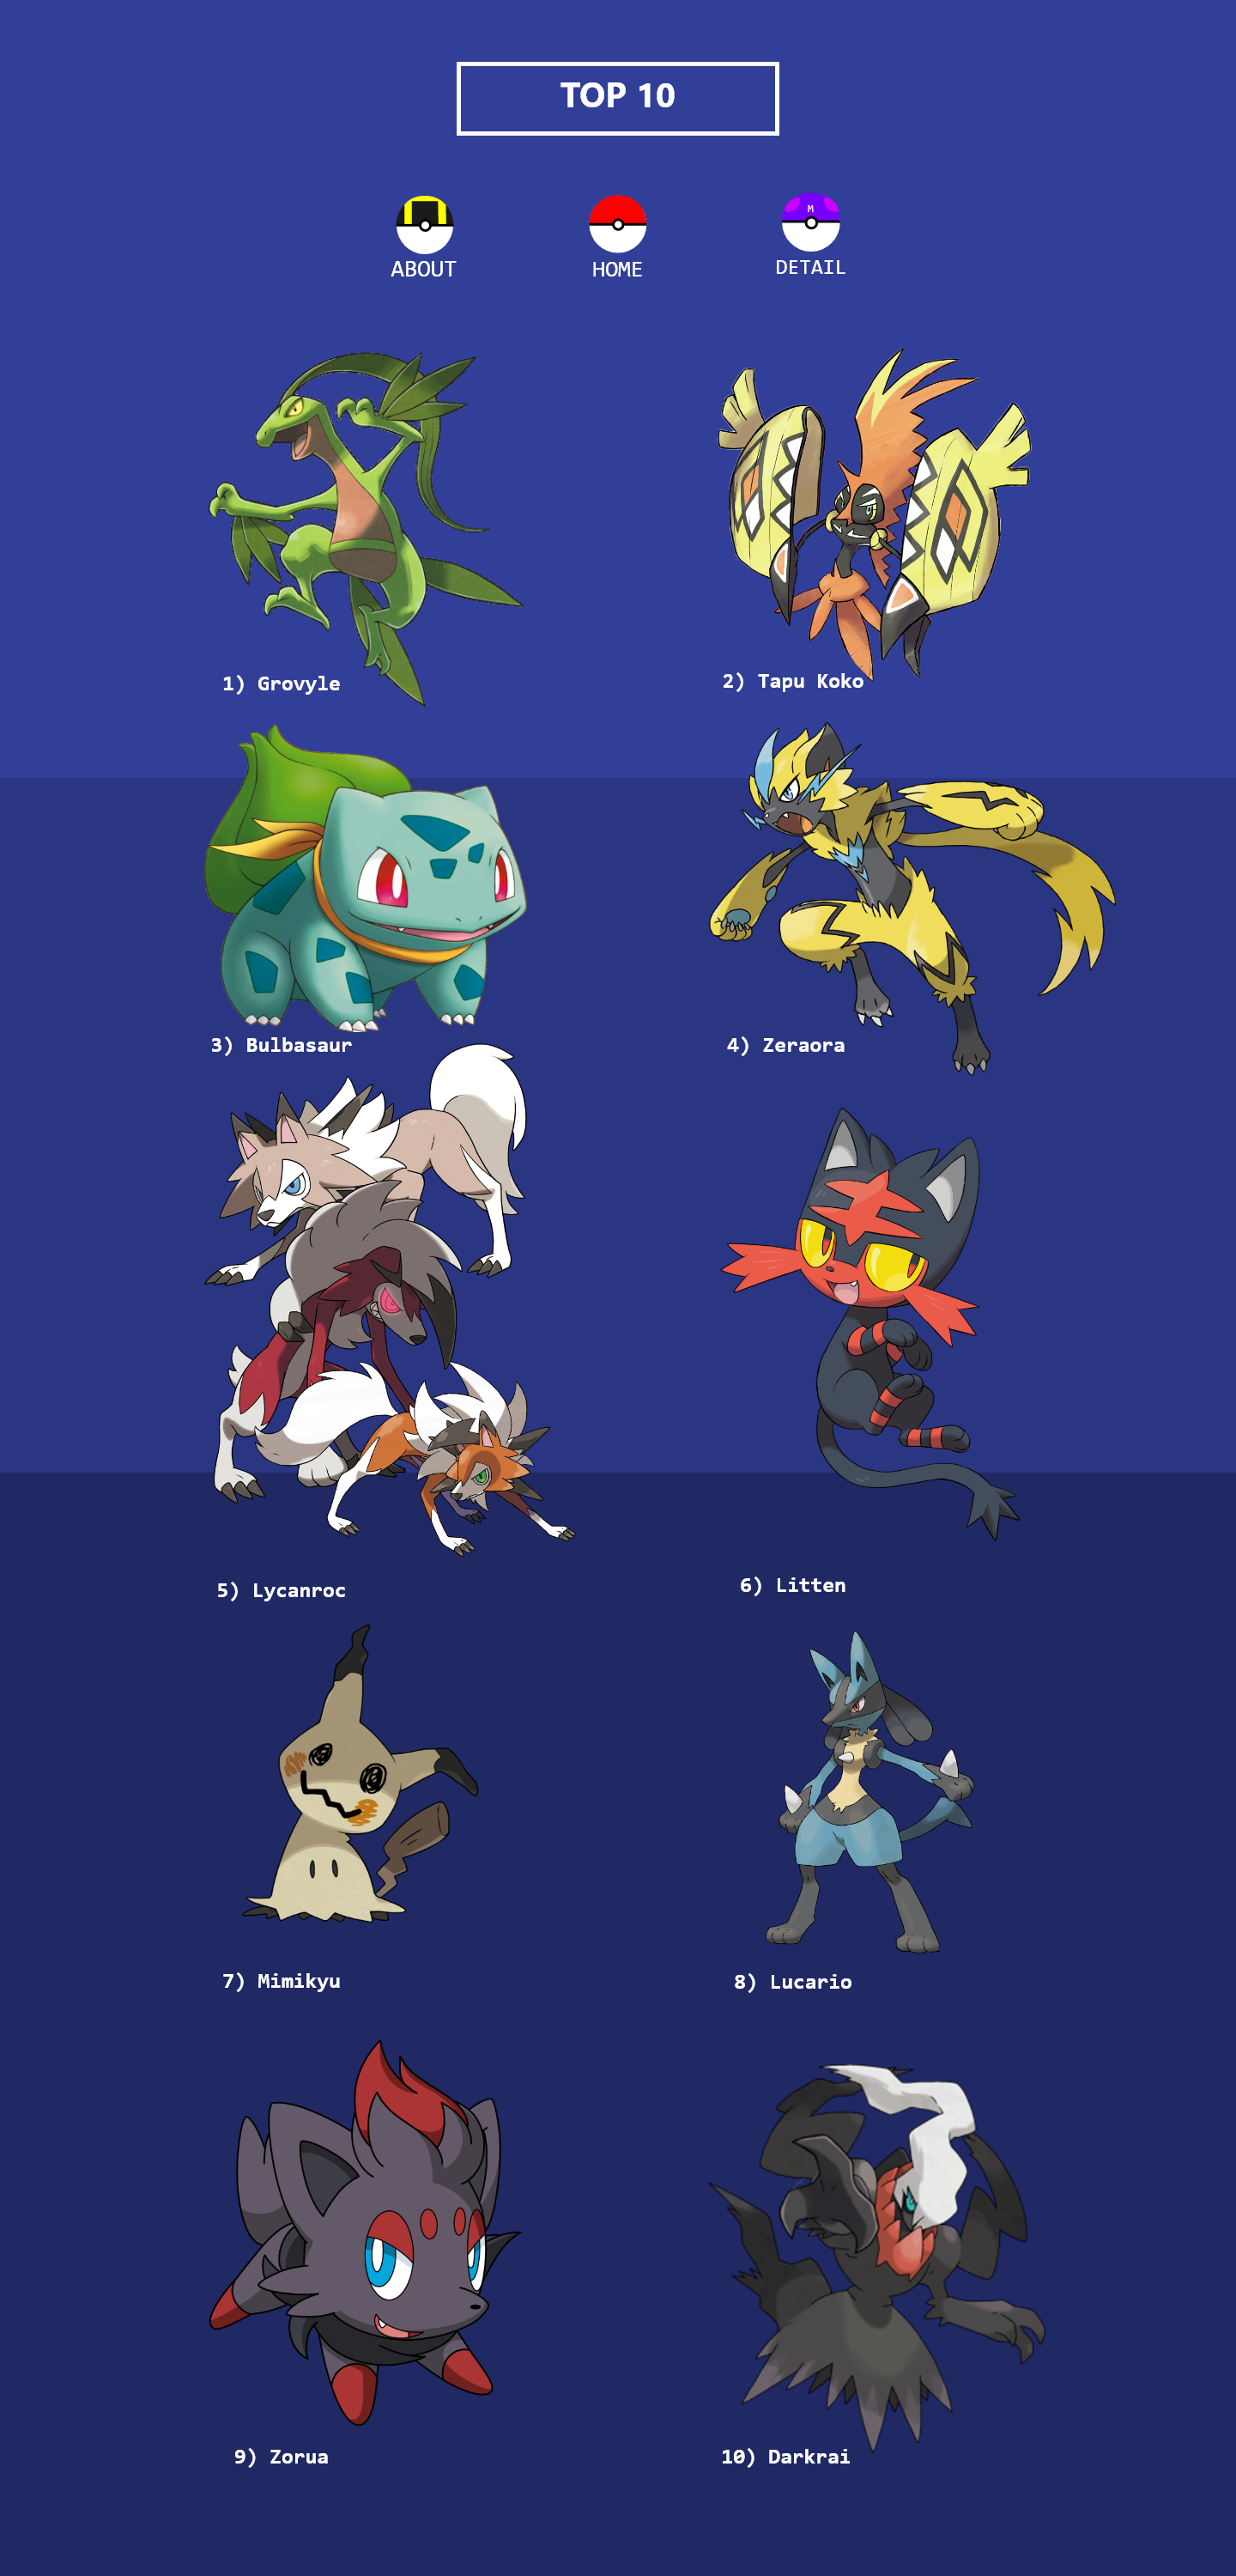 TOP 10
M
ABOUT
HOME
DETAIL
1) Grovyle
2) Tapu Koko
3) Bulbasaur
4) Zeraora
5) Lycanroc
6) Litten
7) Mimikyu
8) Lucario
9) Zorua
10) Darkrai